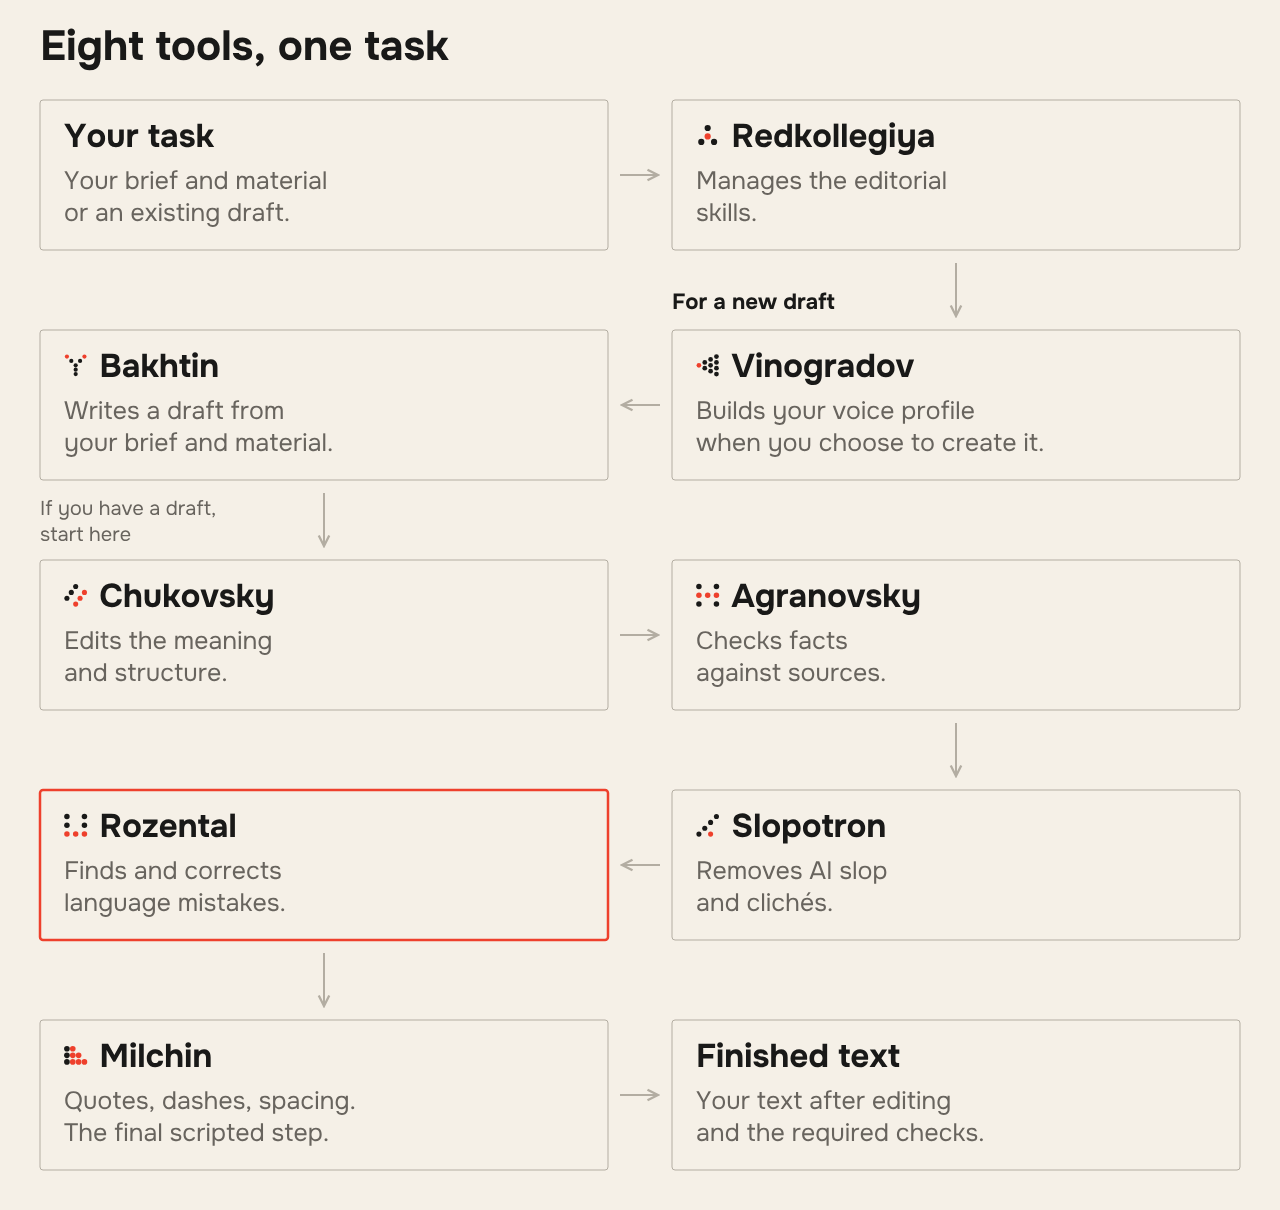 Eight tools, one task
Your task
Your brief and material
or an existing draft.
Redkollegiya
Manages the editorial
skills.
For a new draft
Vinogradov
Builds your voice profile
when you choose to create it.
Bakhtin
Writes a draft from
your brief and material.
If you have a draft,
start here
Chukovsky
Edits the meaning
and structure.
Agranovsky
Checks facts
against sources.
Slopotron
Removes AI slop
and clichés.
Rozental
Finds and corrects
language mistakes.
Milchin
Quotes, dashes, spacing.
The final scripted step.
Finished text
Your text after editing
and the required checks.